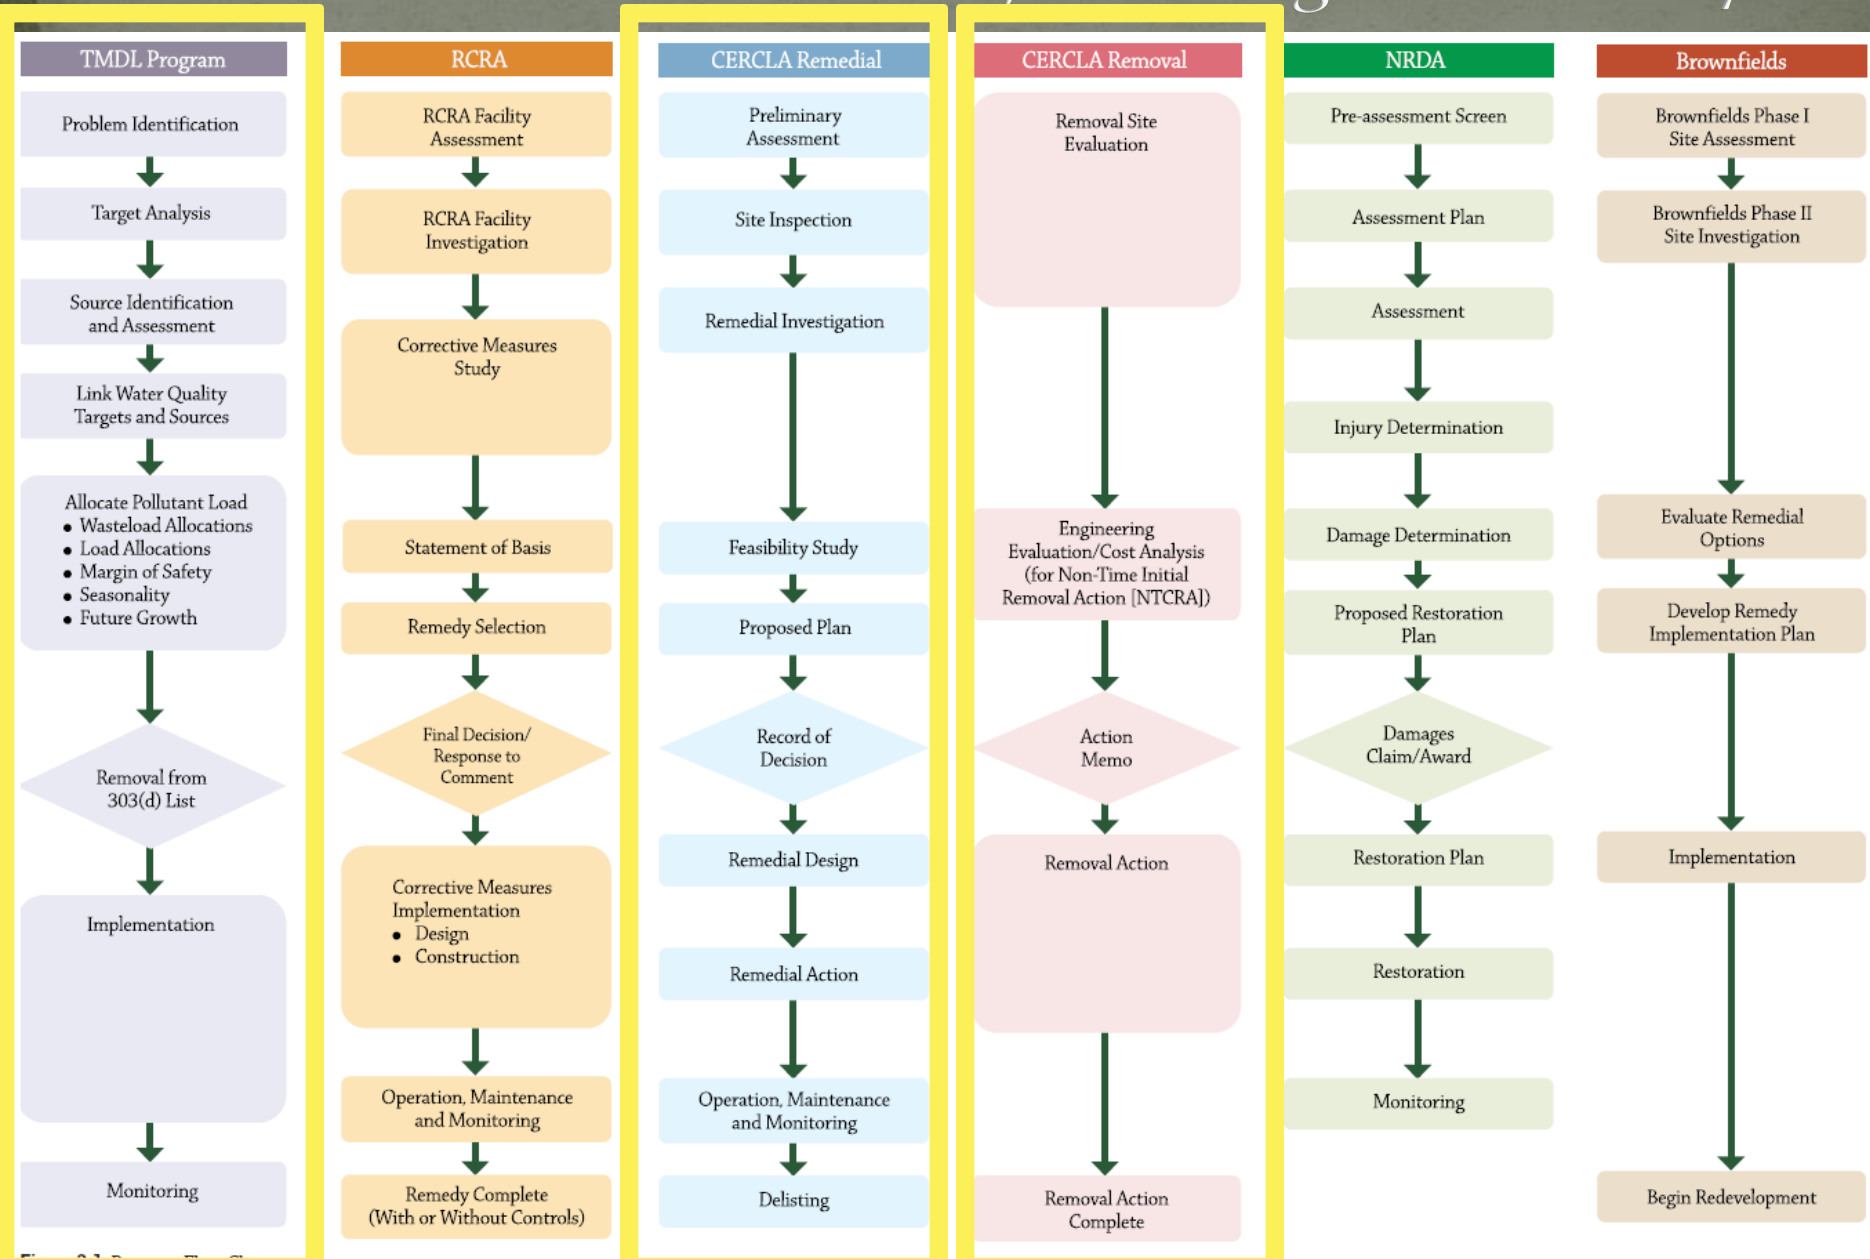 TMDL Program
Problem Identification
Target Analysis
Source Identification
and Assessment
Link Water Quality
Targets and Sources
Allocate Pollutant Load
• Wasteload Allocations
• Load Allocations
• Margin of Safety
• Seasonality
• Future Growth
Removal from
303(d) List
Implementation
Monitoring
RCRA
RCRA Facility
Assessment
RCRA Facility
Investigation
Corrective Measures
Study
Statement of Basis
Remedy Selection
Final Decision/
Response to
Comment
Corrective Measures
Implementation
• Design
• Construction
Operation, Maintenance
and Monitoring
Remedy Complete
(With or Without Controls)
CERCLA Remedial
Preliminary
Assessment
Site Inspection
Remedial Investigation
Feasibility Study
Proposed Plan
Record of
Decision
Remedial Design
Remedial Action
Operation, Maintenance
and Monitoring
Delisting
CERCLA Removal
Removal Site
Evaluation
Engineering
Evaluation/Cost Analysis
(for Non-Time Initial
Removal Action [NTCRA])
Action
Memo
Removal Action
Removal Action
Complete
NRDA
Pre-assessment Screen
Assessment Plan
Assessment
Injury Determination
Damage Determination
Proposed Restoration
Plan
Damages
Claim/Award
Restoration Plan
Restoration
Monitoring
Brownfields
Brownfields Phase I
Site Assessment
Brownfields Phase II
Site Investigation
Evaluate Remedial
Options
Develop Remedy
Implementation Plan
Implementation
Begin Redevelopment